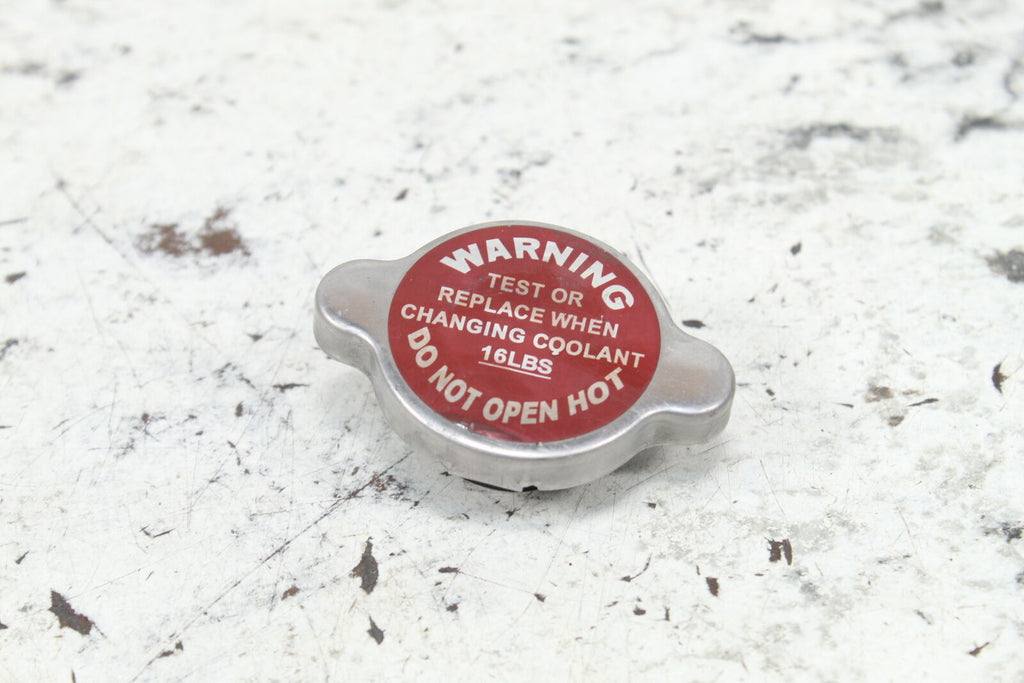 WARNING
TEST OR
REPLACE WHEN
CHANGING COOLANT
16LBS
DO NOT OPEN HOT